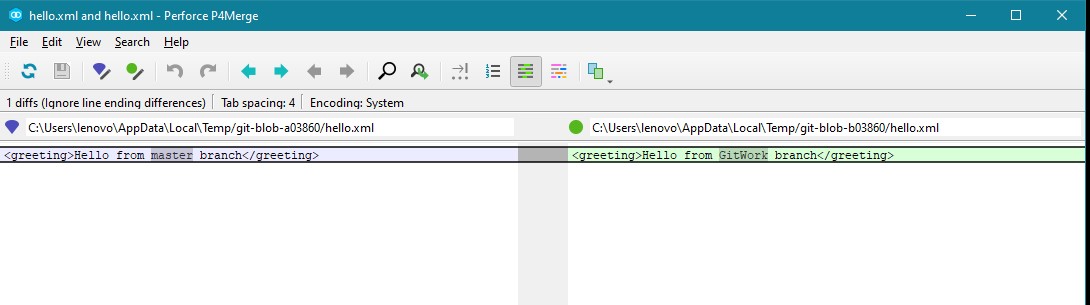 hello.xml and hello.xml - Perforce P4Merge
File Edit View Search Help
1 diffs (Ignore line ending differences) Tab spacing: 4 Encoding: System
C:\Users\lenovo\AppData\Local\Temp/git-blob-a03860/hello.xml
C:\Users\lenovo\AppData\Local\Temp/git-blob-b03860/hello.xml
<greeting>Hello from master branch</greeting>
<greeting>Hello from GitWork branch</greeting>